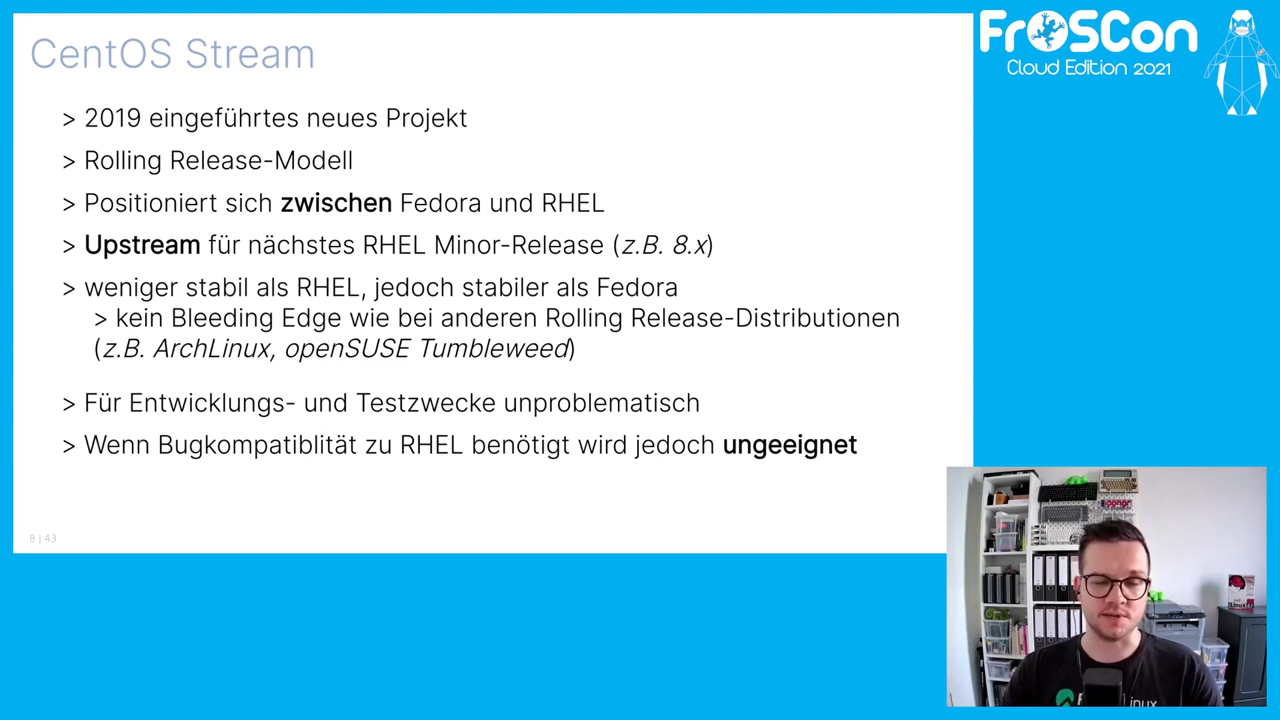 CentOS Stream
> 2019 eingeführtes neues Projekt
> Rolling Release-Modell
> Positioniert sich zwischen Fedora und RHEL
> Upstream für nächstes RHEL Minor-Release (z.B. 8.x)
> weniger stabil als RHEL, jedoch stabiler als Fedora
> kein Bleeding Edge wie bei anderen Rolling Release-Distributionen
(z.B. ArchLinux, openSUSE Tumbleweed)
> Für Entwicklungs- und Testzwecke unproblematisch
> Wenn Bugkompatiblität zu RHEL benötigt wird jedoch ungeeignet
8 | 43
FrOSCon
Cloud Edition 2021